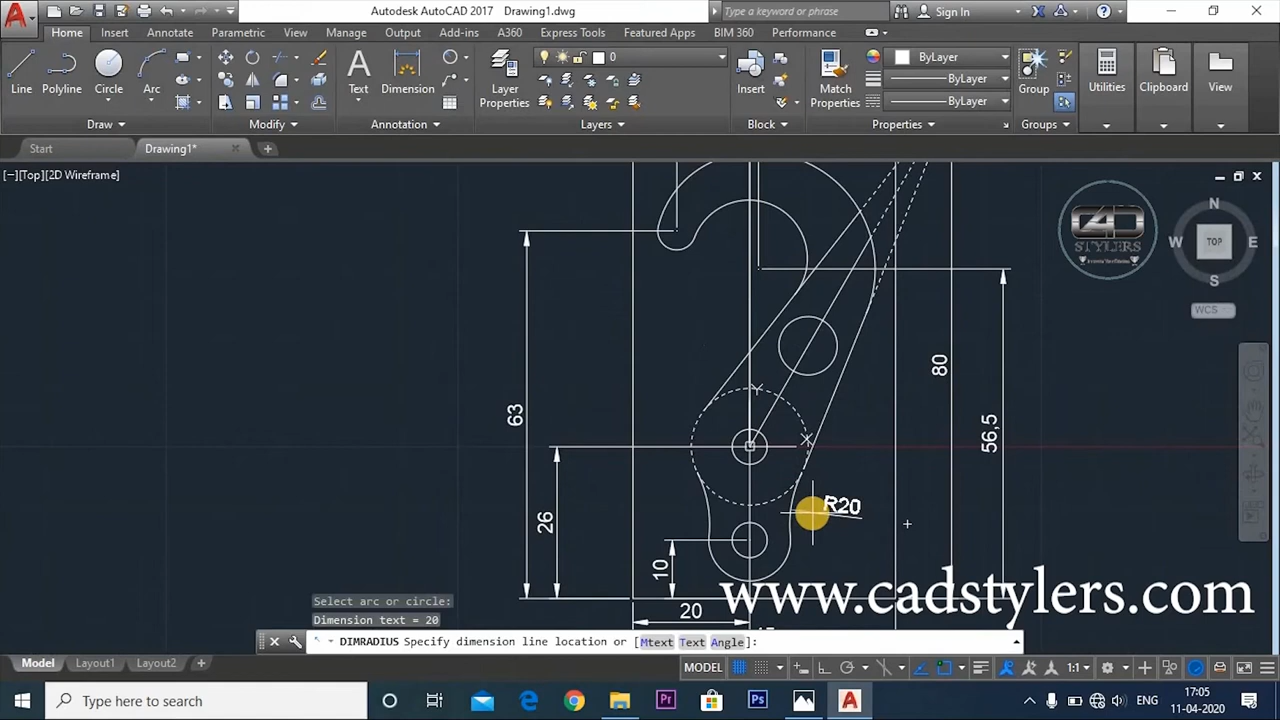 Autodesk AutoCAD 2017 Drawing1.dwg
Type a keyword or phrase
Sign In
Home Insert Annotate Parametric View Manage Output Add-ins A360 Express Tools Featured Apps BIM 360 Performance
Line
Polyline
Circle
Arc
Text
Dimension
Layer
Properties
0
Insert
Match
Properties
ByLayer
ByLayer
ByLayer
Group
Utilities
Clipboard
View
Draw
Modify
Annotation
Layers
Block
Properties
Groups
Start
Drawing1*
[−][Top][2D Wireframe]
CAD
STYLERS
N
W
TOP
E
S
WCS
63
26
10
20
80
56,5
Y
X
R20
www.cadstylers.com
Select arc or circle:
Dimension text = 20
DIMRADIUS Specify dimension line location or [Mtext Text Angle]:
Model Layout1 Layout2
MODEL
1:1
Type here to search
Pr
Ps
A
ENG
17:05
11-04-2020